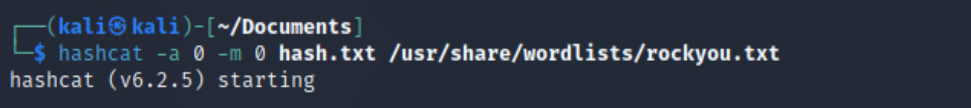 ┌──(kali㉿kali)-[~/Documents]
└─$ hashcat -a 0 -m 0 hash.txt /usr/share/wordlists/rockyou.txt
hashcat (v6.2.5) starting